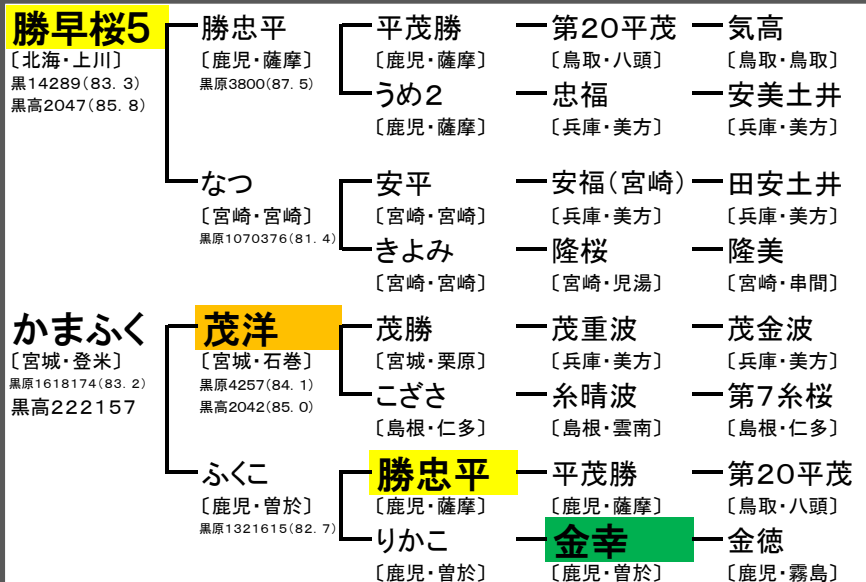 勝早桜5
〔北海・上川〕
黒14289(83.3)
黒高2047(85.8)
勝忠平
〔鹿児・薩摩〕
黒原3800(87.5)
平茂勝
〔鹿児・薩摩〕
第20平茂
〔鳥取・八頭〕
気高
〔鳥取・鳥取〕
うめ2
〔鹿児・薩摩〕
忠福
〔兵庫・美方〕
安美土井
〔兵庫・美方〕
なつ
〔宮崎・宮崎〕
黒原1070376(81.4)
安平
〔宮崎・宮崎〕
安福(宮崎)
〔兵庫・美方〕
田安土井
〔兵庫・美方〕
きよみ
〔宮崎・宮崎〕
隆桜
〔宮崎・児湯〕
隆美
〔宮崎・串間〕
かまふく
〔宮城・登米〕
黒原1618174(83.2)
黒高222157
茂洋
〔宮城・石巻〕
黒原4257(84.1)
黒高2042(85.0)
茂勝
〔宮城・栗原〕
茂重波
〔兵庫・美方〕
茂金波
〔兵庫・美方〕
こざさ
〔島根・仁多〕
糸晴波
〔島根・雲南〕
第7糸桜
〔島根・仁多〕
ふくこ
〔鹿児・曽於〕
黒原1321615(82.7)
勝忠平
〔鹿児・薩摩〕
平茂勝
〔鹿児・薩摩〕
第20平茂
〔鳥取・八頭〕
りかこ
〔鹿児・曽於〕
金幸
〔鹿児・曽於〕
金徳
〔鹿児・霧島〕